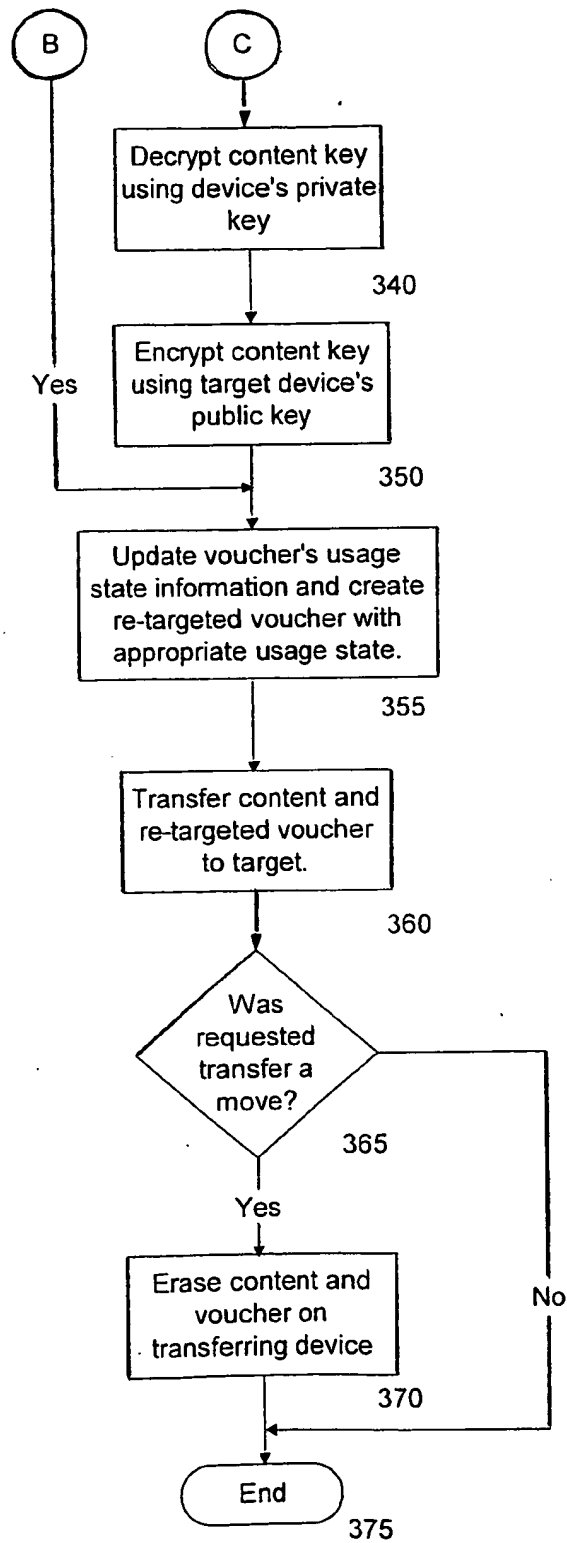 B
C
Decrypt content key
using device's private
key
340
Encrypt content key
using target device's
public key
Yes
350
Update voucher's usage
state information and create
re-targeted voucher with
appropriate usage state.
355
Transfer content and
re-targeted voucher
to target.
360
Was
requested
transfer a
move?
365
Yes
Erase content and
voucher on
transferring device
No
370
End
375